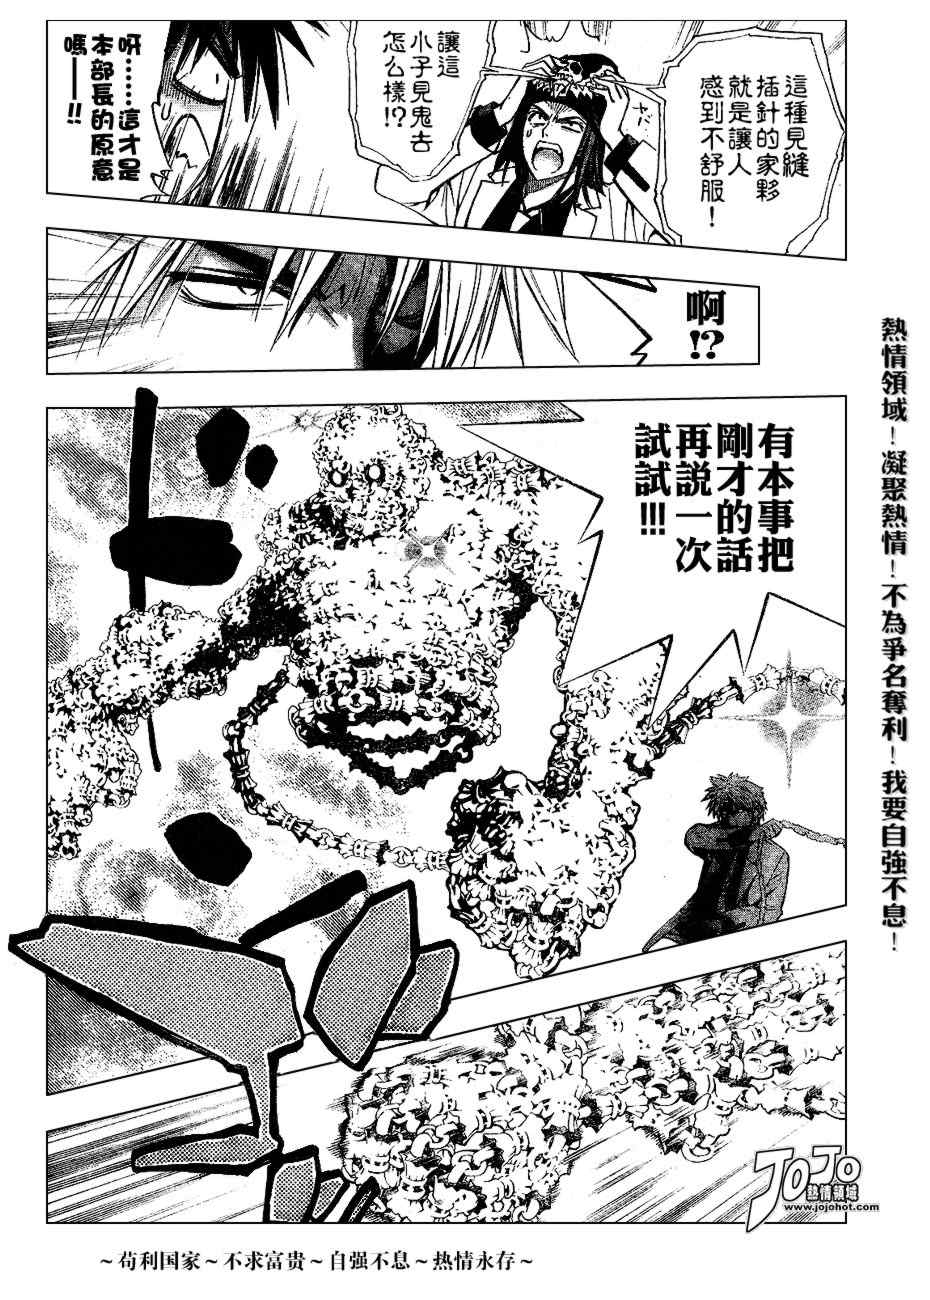 這種見縫
插針的家夥
就是讓人
感到不舒服！
讓這
小子見鬼去
怎么樣!?
呀……這才是
本部長的原意
嗎──!!
啊
!?
有本事把
剛才的話
再說一次
試試!!!
ド
熱情領域！凝聚熱情！不為爭名奪利！我要自強不息！
JOJO
熱情領域
www.jojohot.com
～苟利国家～不求富贵～自强不息～热情永存～